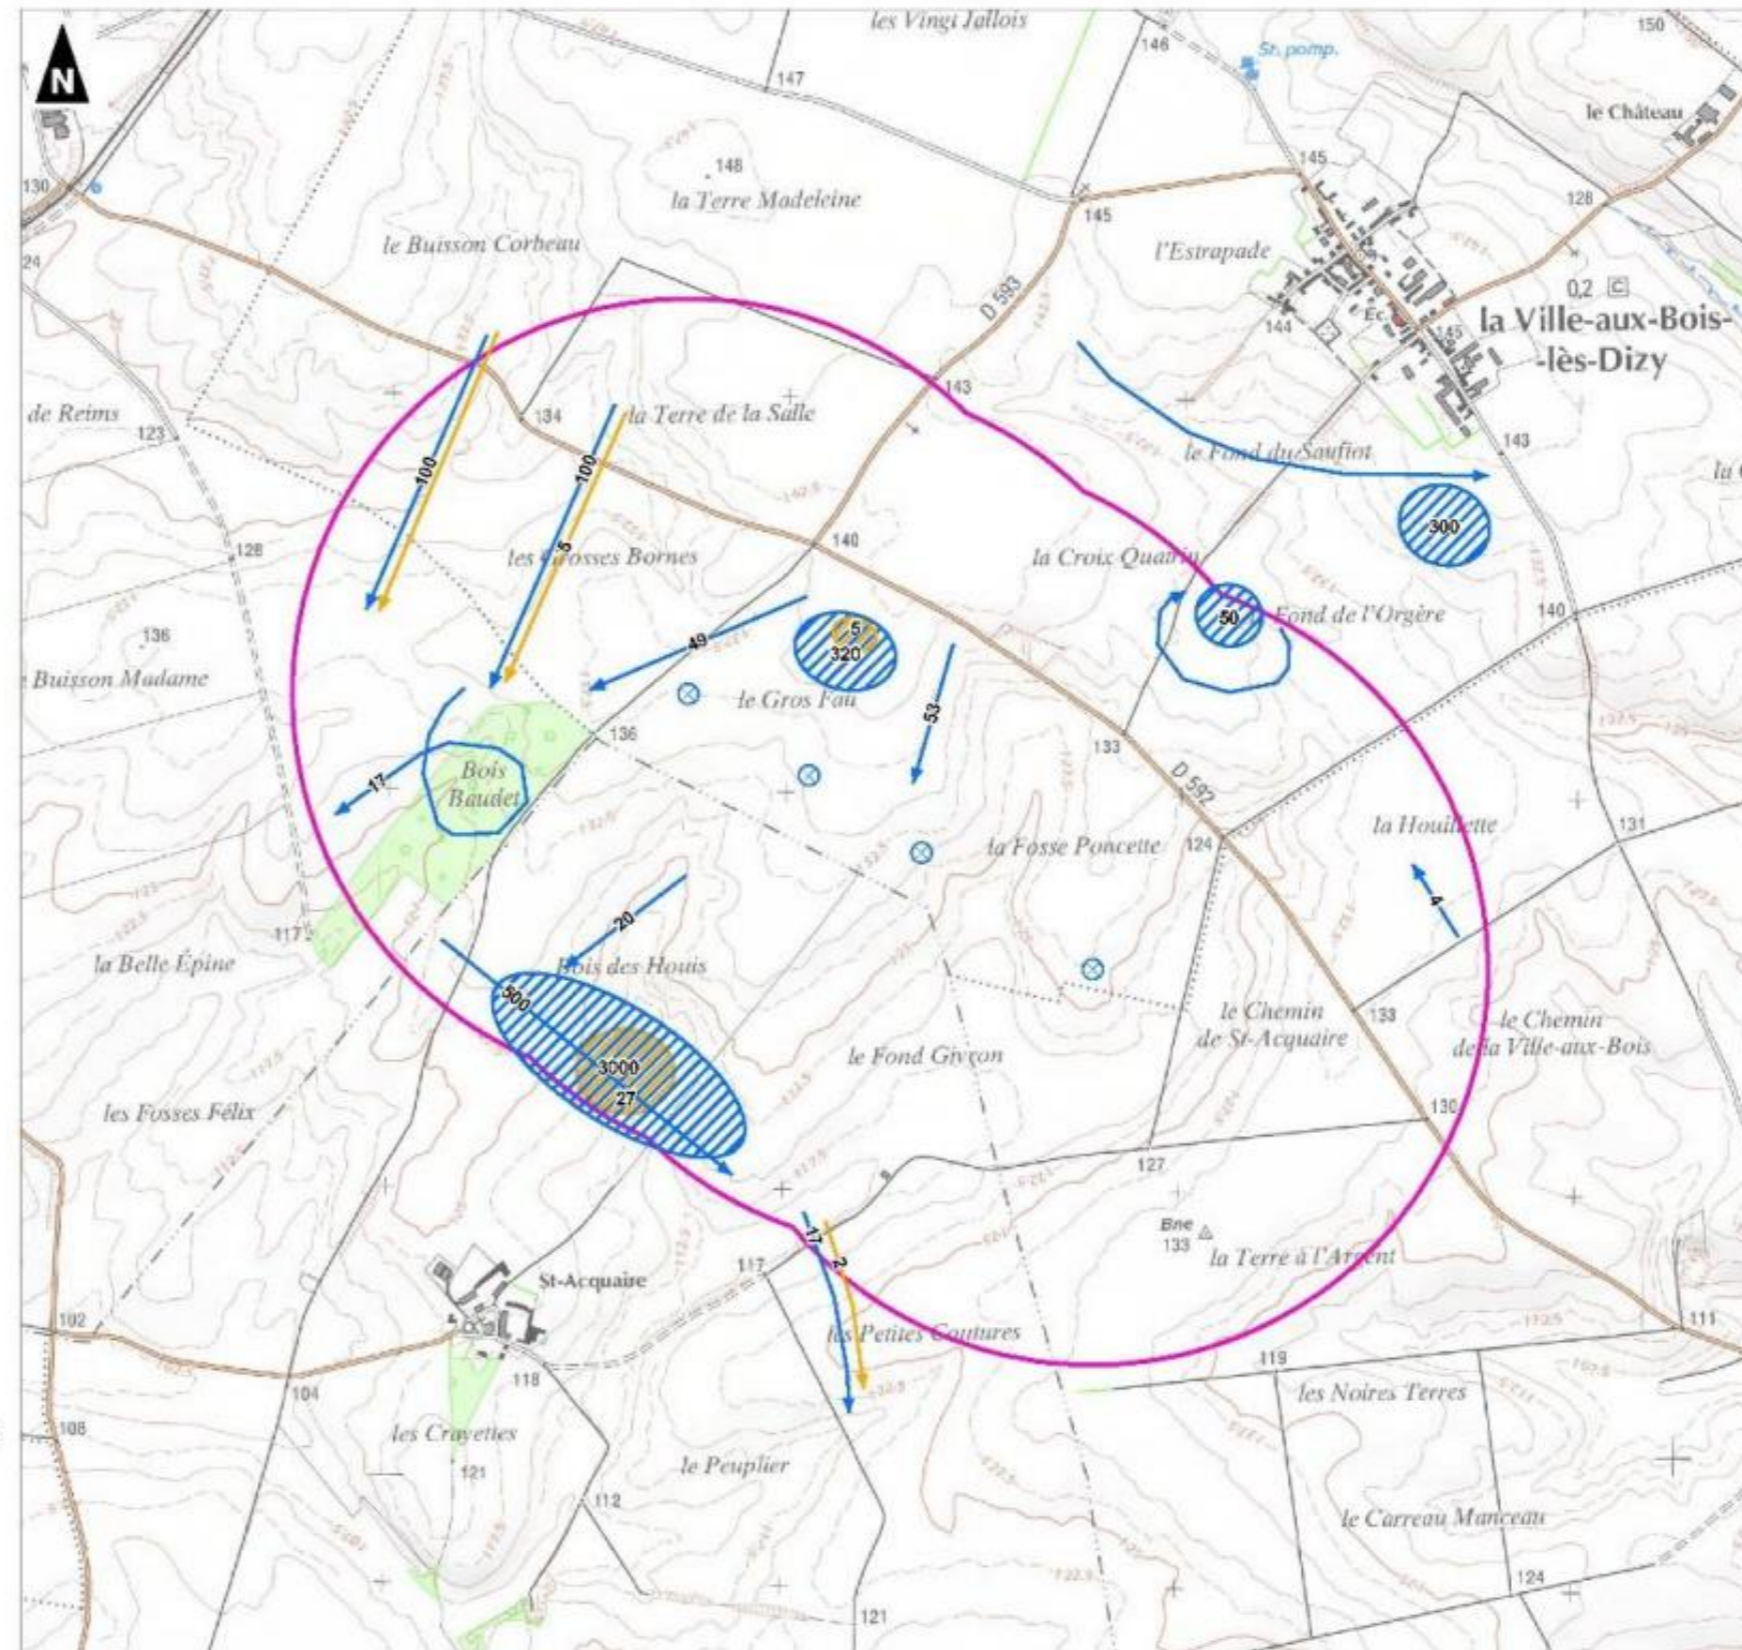 les Vingt Jallois
146
150
N
St. pomp.
147
le Château
145
148
130
la Terre Madeleine
128
145
24
le Buisson Corbeau
l'Estrapade
D 593
0,2 C
144
Éc.
145
la Ville-aux-Bois-
-lès-Dizy
143
de Reims
134
la Terre de la Salle
123
143
le Fond du Saufiot
100
100
300
128
les Grosses Bornes
5
140
la Croix Quatrin
140
136
49
5
320
50
Fond de l'Orgère
Buisson Madame
le Gros Fau
53
136
133
Bois
Baudet
17
D 592
la Houillette
131
la Fosse Poncette
124
4
20
117
la Belle Épine
Bois des Houis
500
le Chemin
de St-Acquaire
133
le Chemin
de la Ville-aux-Bois
le Fond Givron
3000
27
les Fosses Félix
130
127
Bne
133
la Terre à l'Argent
17
2
117
St-Acquaire
102
les Petites Coutures
111
119
118
104
les Noires Terres
108
les Crayettes
le Peuplier
121
112
le Carreau Manceau
124
121